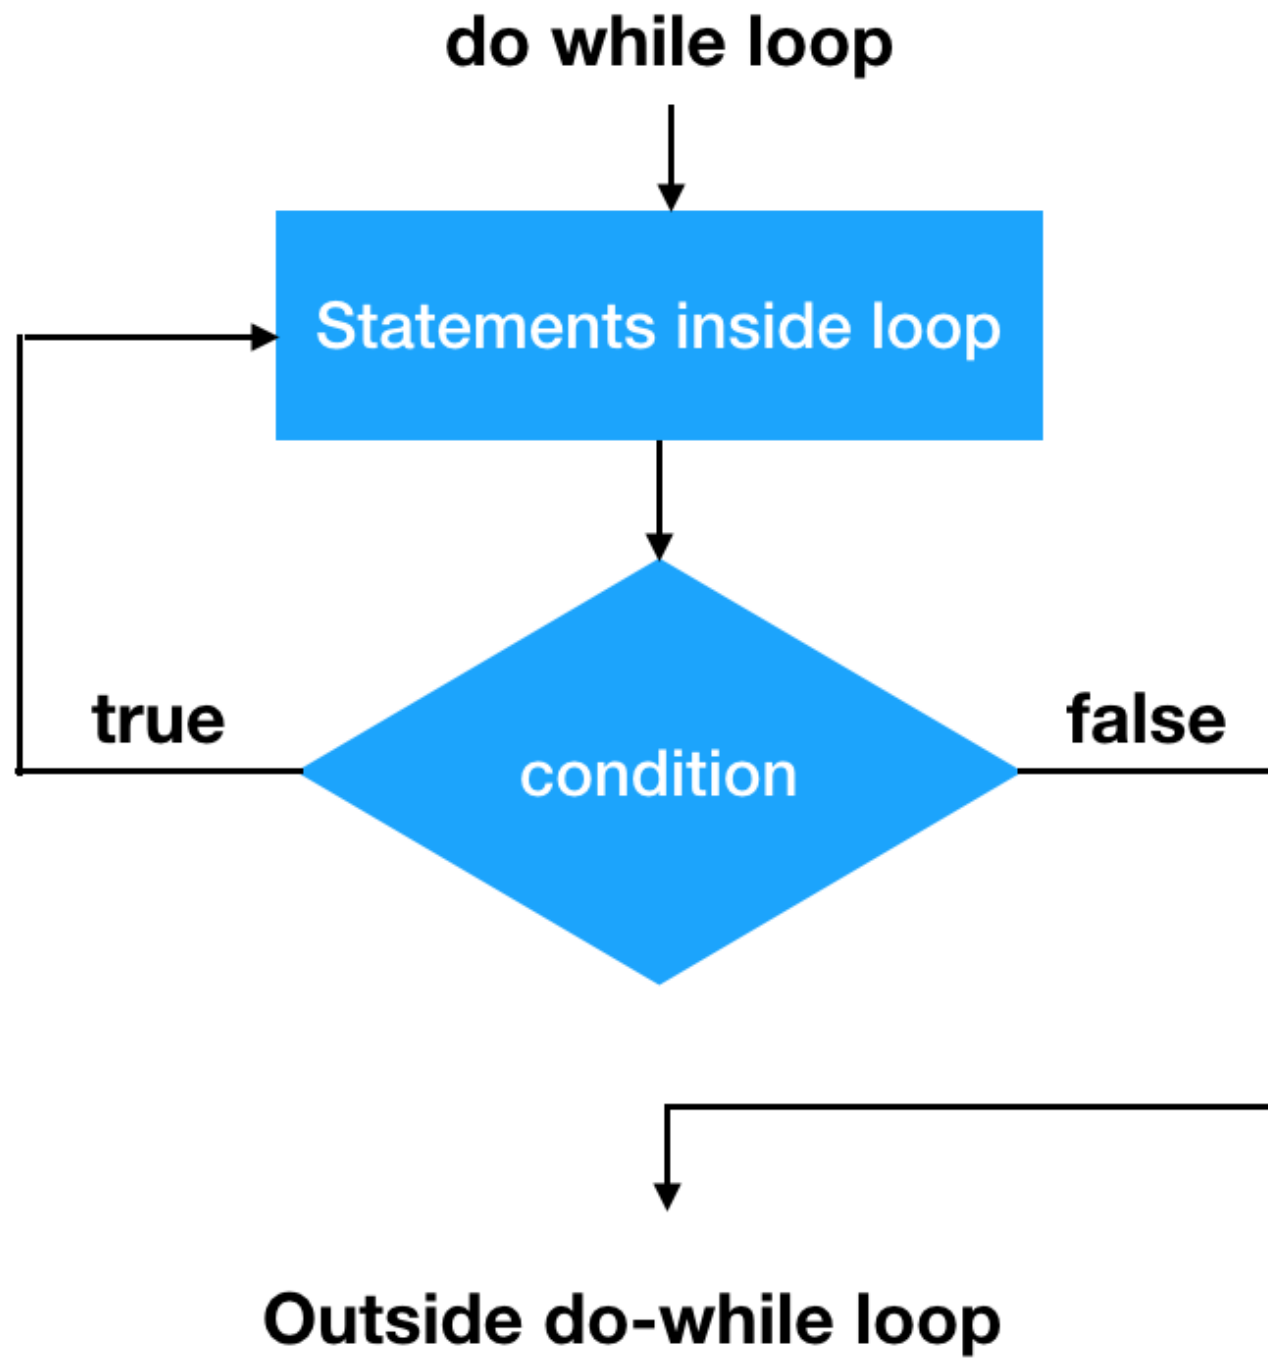 do while loop
Statements inside loop
true
false
condition
Outside do-while loop